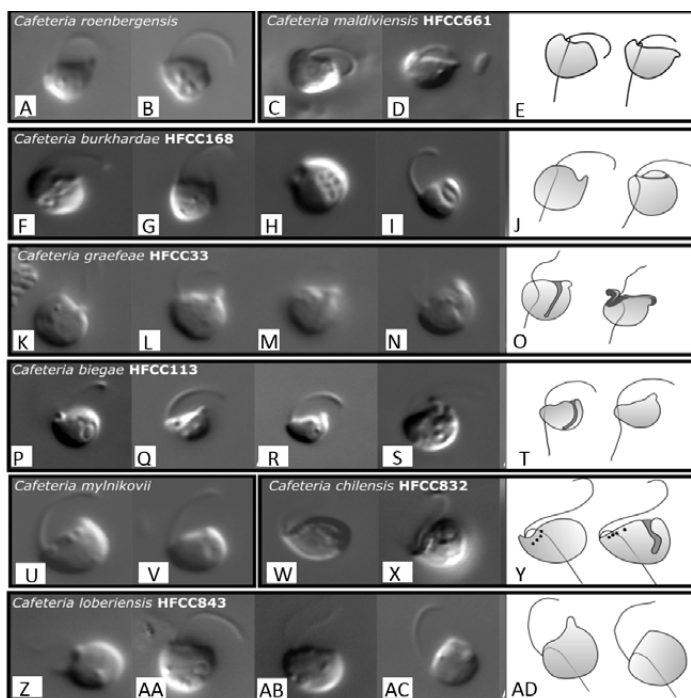 Cafeteria roenbergensis
Cafeteria maldiviensis HFCC661
A B C D E
Cafeteria burkhardae HFCC168
F G H I J
Cafeteria graefeae HFCC33
K L M N O
Cafeteria biegae HFCC113
P Q R S T
Cafeteria mylnikovii
Cafeteria chilensis HFCC832
U V W X Y
Cafeteria loberiensis HFCC843
Z AA AB AC AD